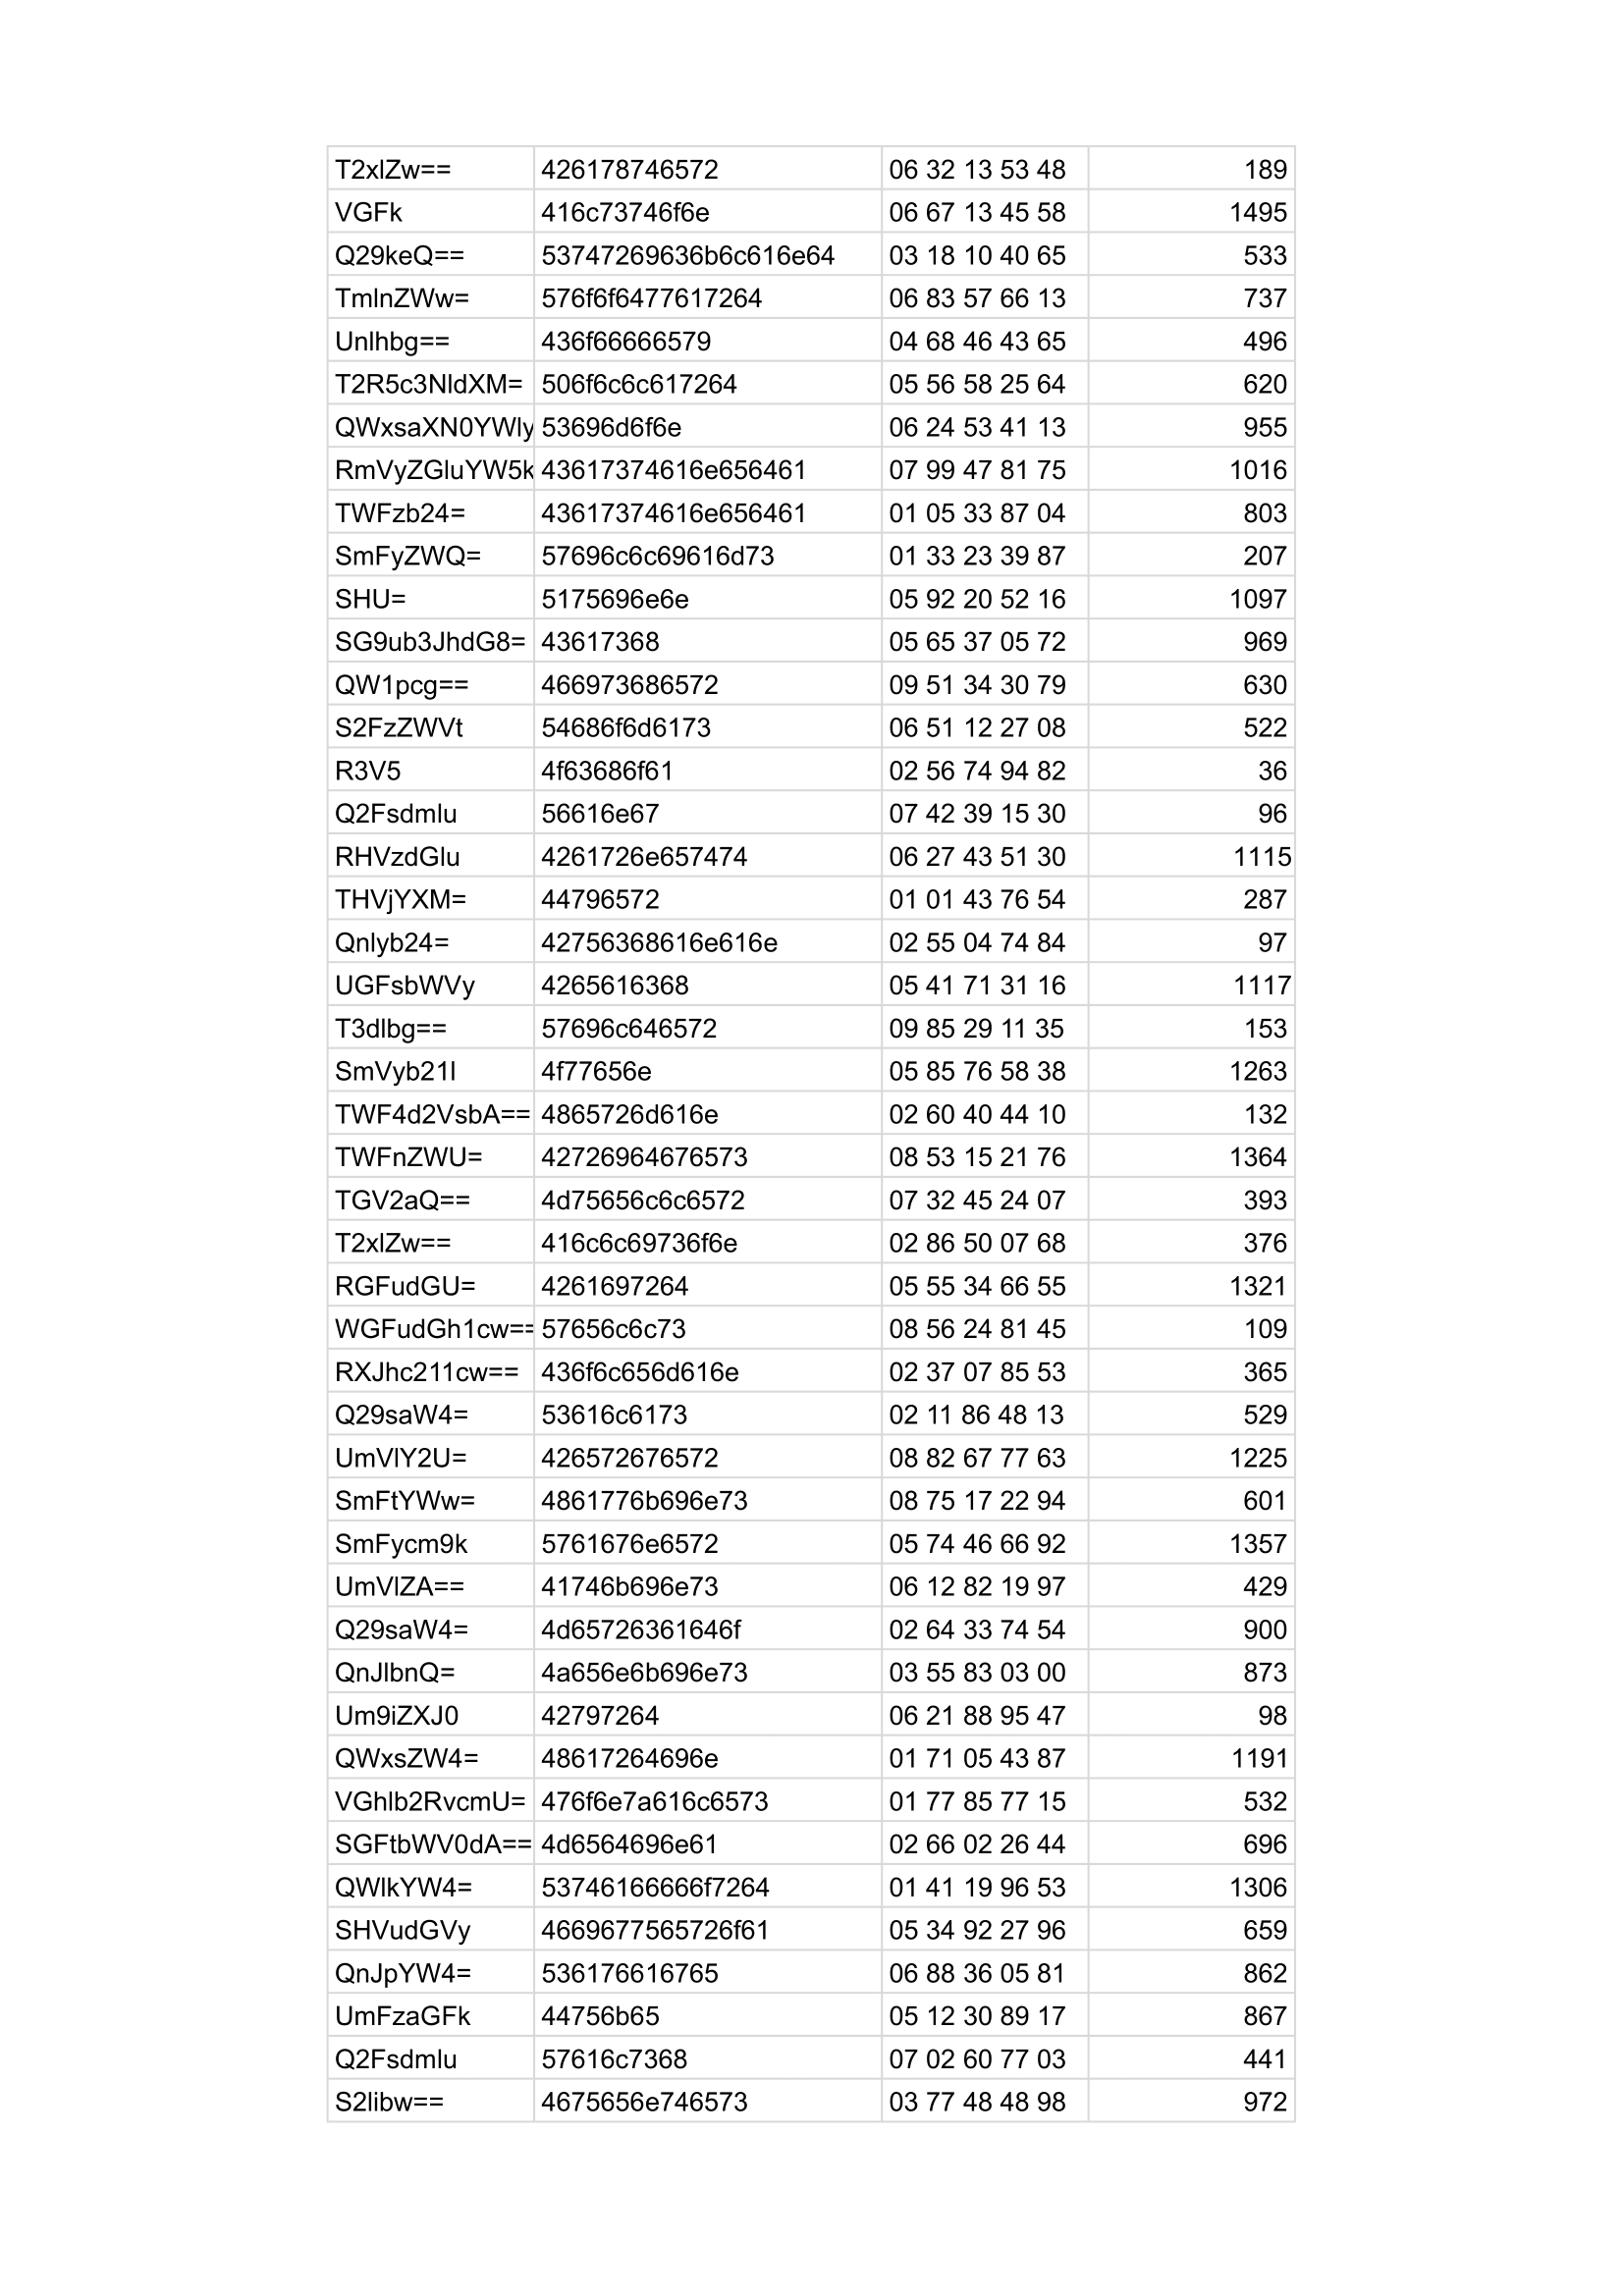 T2xlZw== 426178746572 06 32 13 53 48 189
VGFk 416c73746f6e 06 67 13 45 58 1495
Q29keQ== 53747269636b6c616e64 03 18 10 40 65 533
TmlnZWw= 576f6f6477617264 06 83 57 66 13 737
Unlhbg== 436f66666579 04 68 46 43 65 496
T2R5c3NldXM= 506f6c6c617264 05 56 58 25 64 620
QWxsaXN0YWly 53696d6f6e 06 24 53 41 13 955
RmVyZGluYW5k 43617374616e656461 07 99 47 81 75 1016
TWFzb24= 43617374616e656461 01 05 33 87 04 803
SmFyZWQ= 57696c6c69616d73 01 33 23 39 87 207
SHU= 5175696e6e 05 92 20 52 16 1097
SG9ub3JhdG8= 43617368 05 65 37 05 72 969
QW1pcg== 466973686572 09 51 34 30 79 630
S2FzZWVt 54686f6d6173 06 51 12 27 08 522
R3V5 4f63686f61 02 56 74 94 82 36
Q2Fsdmlu 56616e67 07 42 39 15 30 96
RHVzdGlu 4261726e657474 06 27 43 51 30 1115
THVjYXM= 44796572 01 01 43 76 54 287
Qnlyb24= 42756368616e616e 02 55 04 74 84 97
UGFsbWVy 4265616368 05 41 71 31 16 1117
T3dlbg== 57696c646572 09 85 29 11 35 153
SmVyb21l 4f77656e 05 85 76 58 38 1263
TWF4d2VsbA== 4865726d616e 02 60 40 44 10 132
TWFnZWU= 42726964676573 08 53 15 21 76 1364
TGV2aQ== 4d75656c6c6572 07 32 45 24 07 393
T2xlZw== 416c6c69736f6e 02 86 50 07 68 376
RGFudGU= 4261697264 05 55 34 66 55 1321
WGFudGh1cw== 57656c6c73 08 56 24 81 45 109
RXJhc211cw== 436f6c656d616e 02 37 07 85 53 365
Q29saW4= 53616c6173 02 11 86 48 13 529
UmVlY2U= 426572676572 08 82 67 77 63 1225
SmFtYWw= 4861776b696e73 08 75 17 22 94 601
SmFycm9k 5761676e6572 05 74 46 66 92 1357
UmVlZA== 41746b696e73 06 12 82 19 97 429
Q29saW4= 4d65726361646f 02 64 33 74 54 900
QnJlbnQ= 4a656e6b696e73 03 55 83 03 00 873
Um9iZXJ0 42797264 06 21 88 95 47 98
QWxsZW4= 48617264696e 01 71 05 43 87 1191
VGhlb2RvcmU= 476f6e7a616c6573 01 77 85 77 15 532
SGFtbWV0dA== 4d6564696e61 02 66 02 26 44 696
QWlkYW4= 53746166666f7264 01 41 19 96 53 1306
SHVudGVy 4669677565726f61 05 34 92 27 96 659
QnJpYW4= 536176616765 06 88 36 05 81 862
UmFzaGFk 44756b65 05 12 30 89 17 867
Q2Fsdmlu 57616c7368 07 02 60 77 03 441
S2libw== 4675656e746573 03 77 48 48 98 972